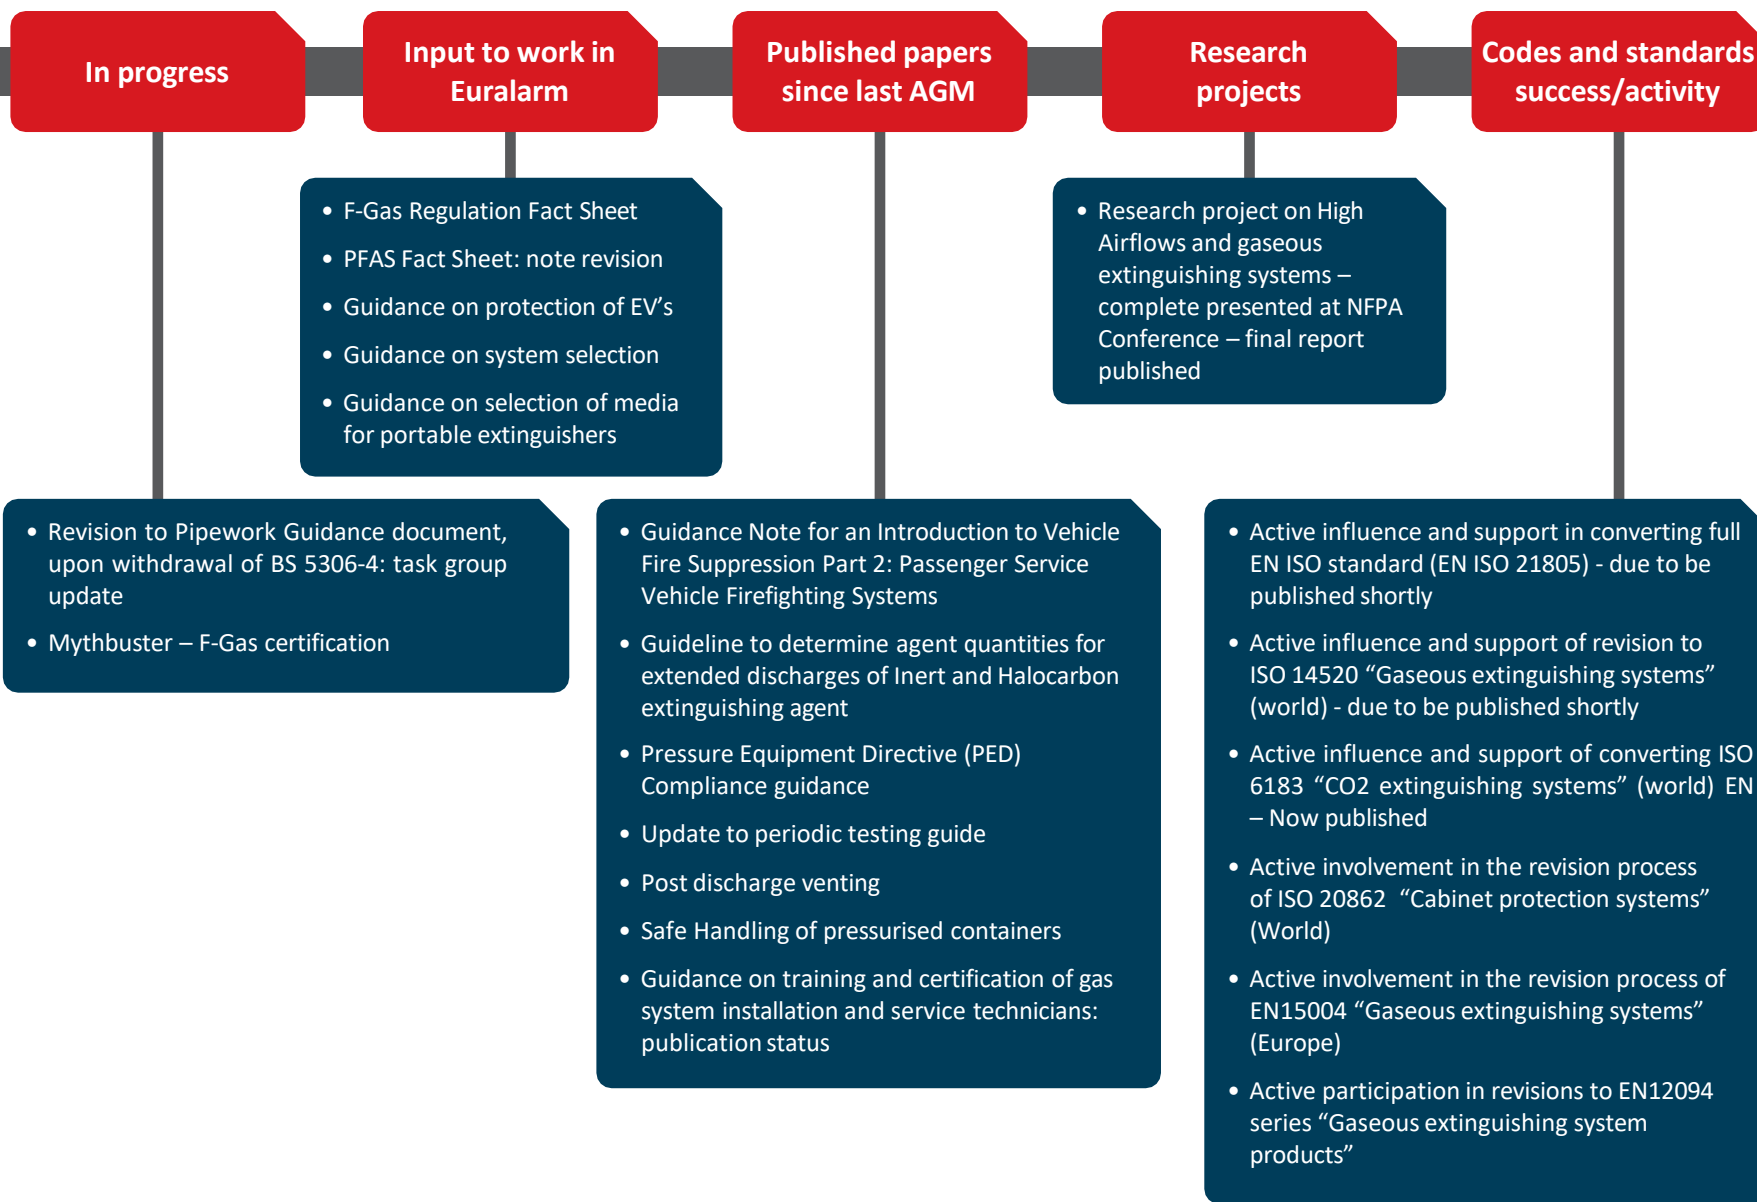 In progress
Input to work in
Euralarm
Published papers
since last AGM
Research
projects
Codes and standards
success/activity
• F-Gas Regulation Fact Sheet
• PFAS Fact Sheet: note revision
• Guidance on protection of EV’s
• Guidance on system selection
• Guidance on selection of media
for portable extinguishers
• Research project on High
Airflows and gaseous
extinguishing systems –
complete presented at NFPA
Conference – final report
published
• Revision to Pipework Guidance document,
upon withdrawal of BS 5306-4: task group
update
• Mythbuster – F-Gas certification
• Guidance Note for an Introduction to Vehicle
Fire Suppression Part 2: Passenger Service
Vehicle Firefighting Systems
• Guideline to determine agent quantities for
extended discharges of Inert and Halocarbon
extinguishing agent
• Pressure Equipment Directive (PED)
Compliance guidance
• Update to periodic testing guide
• Post discharge venting
• Safe Handling of pressurised containers
• Guidance on training and certification of gas
system installation and service technicians:
publication status
• Active influence and support in converting full
EN ISO standard (EN ISO 21805) - due to be
published shortly
• Active influence and support of revision to
ISO 14520 “Gaseous extinguishing systems”
(world) - due to be published shortly
• Active influence and support of converting ISO
6183 “CO2 extinguishing systems” (world) EN
– Now published
• Active involvement in the revision process
of ISO 20862 “Cabinet protection systems”
(World)
• Active involvement in the revision process of
EN15004 “Gaseous extinguishing systems”
(Europe)
• Active participation in revisions to EN12094
series “Gaseous extinguishing system
products”